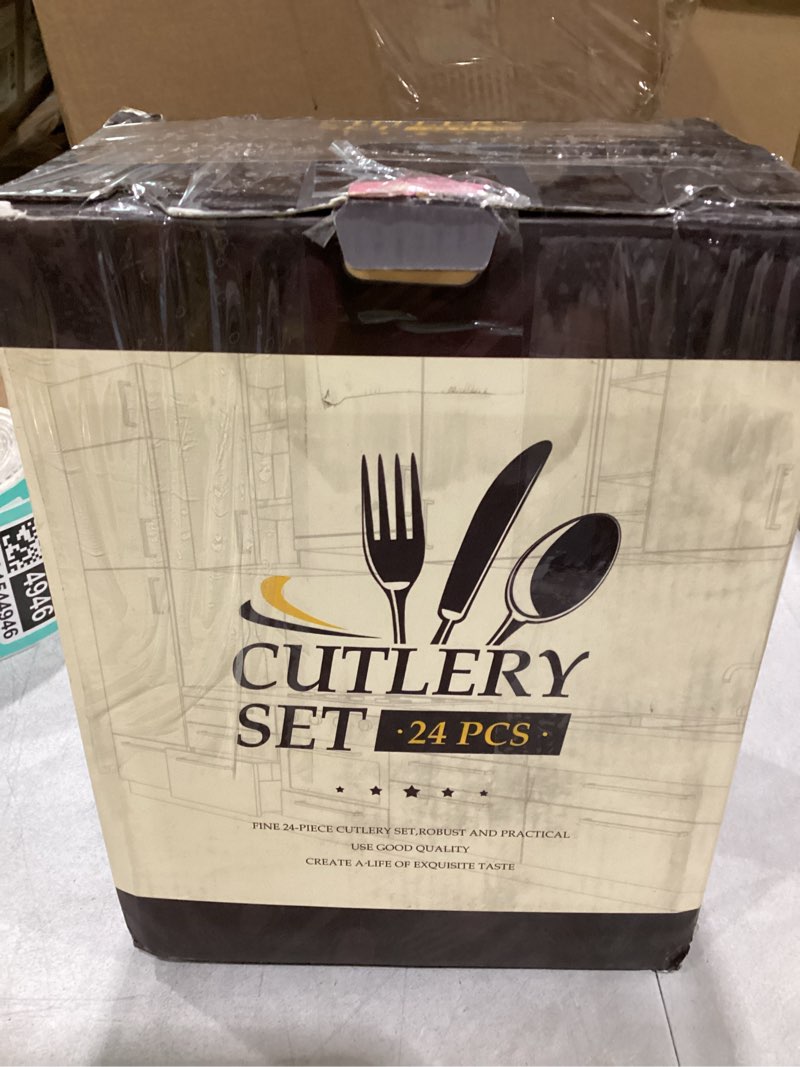 CUTLERY
SET ·24 PCS·
FINE 24-PIECE CUTLERY SET,ROBUST AND PRACTICAL
USE GOOD QUALITY
CREATE A·LIFE OF EXQUISITE TASTE
4946